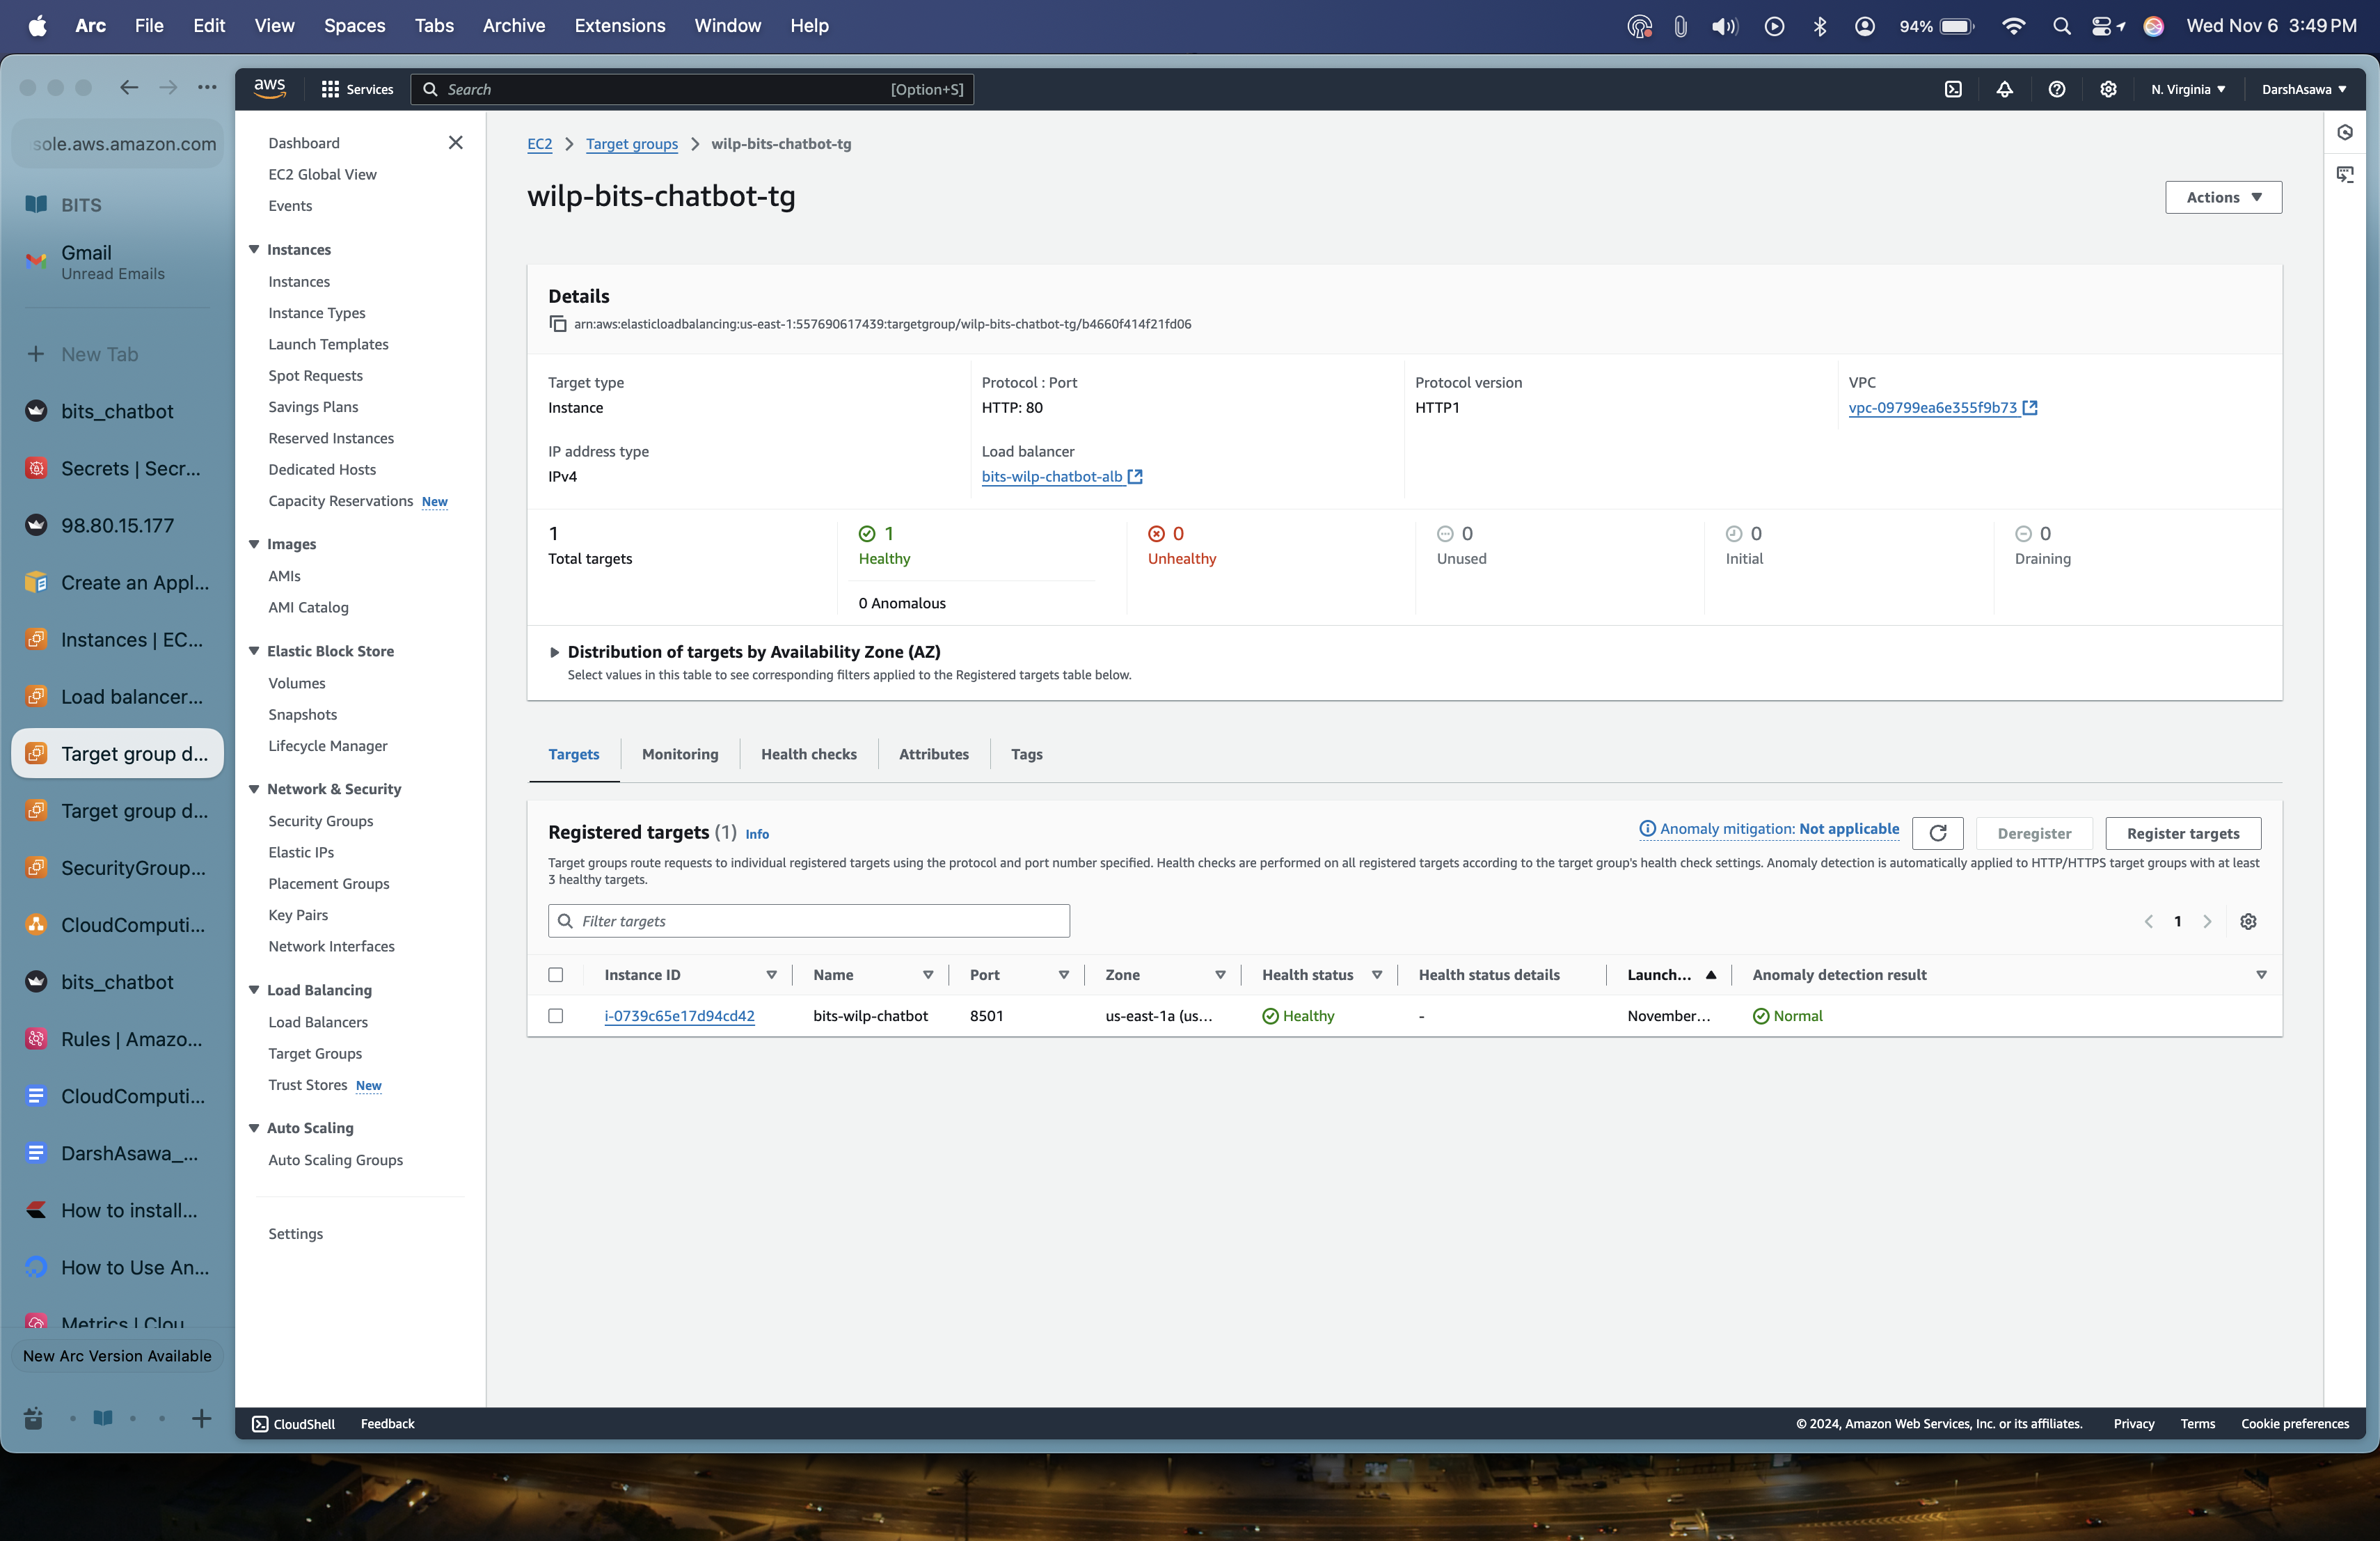 Arc File Edit View Spaces Tabs Archive Extensions Window Help 94% Wed Nov 6 3:49 PM
sole.aws.amazon.com
BITS
Gmail
Unread Emails
New Tab
bits_chatbot
Secrets | Secr...
98.80.15.177
Create an Appl...
Instances | EC...
Load balancer...
Target group d...
Target group d...
SecurityGroup...
CloudComputi...
bits_chatbot
Rules | Amazo...
CloudComputi...
DarshAsawa_...
How to install...
How to Use An...
Metrics | Clou
New Arc Version Available
aws Services Search [Option+S] N. Virginia DarshAsawa
Dashboard
EC2 Global View
Events
Instances
Instances
Instance Types
Launch Templates
Spot Requests
Savings Plans
Reserved Instances
Dedicated Hosts
Capacity Reservations New
Images
AMIs
AMI Catalog
Elastic Block Store
Volumes
Snapshots
Lifecycle Manager
Network & Security
Security Groups
Elastic IPs
Placement Groups
Key Pairs
Network Interfaces
Load Balancing
Load Balancers
Target Groups
Trust Stores New
Auto Scaling
Auto Scaling Groups
Settings
EC2 > Target groups > wilp-bits-chatbot-tg
wilp-bits-chatbot-tg
Actions
Details
arn:aws:elasticloadbalancing:us-east-1:557690617439:targetgroup/wilp-bits-chatbot-tg/b4660f414f21fd06
Target type Protocol : Port Protocol version VPC
Instance HTTP: 80 HTTP1 vpc-09799ea6e355f9b73
IP address type Load balancer
IPv4 bits-wilp-chatbot-alb
1 1 0 0 0 0
Total targets Healthy Unhealthy Unused Initial Draining
0 Anomalous
Distribution of targets by Availability Zone (AZ)
Select values in this table to see corresponding filters applied to the Registered targets table below.
Targets Monitoring Health checks Attributes Tags
Registered targets (1) Info Anomaly mitigation: Not applicable Deregister Register targets
Target groups route requests to individual registered targets using the protocol and port number specified. Health checks are performed on all registered targets according to the target group's health check settings. Anomaly detection is automatically applied to HTTP/HTTPS target groups with at least
3 healthy targets.
Filter targets 1
Instance ID Name Port Zone Health status Health status details Launch... Anomaly detection result
i-0739c65e17d94cd42 bits-wilp-chatbot 8501 us-east-1a (us... Healthy - November... Normal
CloudShell Feedback © 2024, Amazon Web Services, Inc. or its affiliates. Privacy Terms Cookie preferences